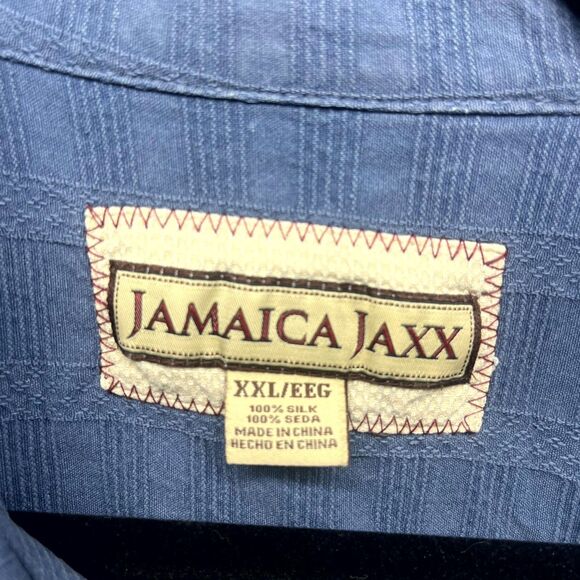 JAMAICA JAXX
XXL/EEG
100% SILK
100% SEDA
MADE IN CHINA
HECHO EN CHINA